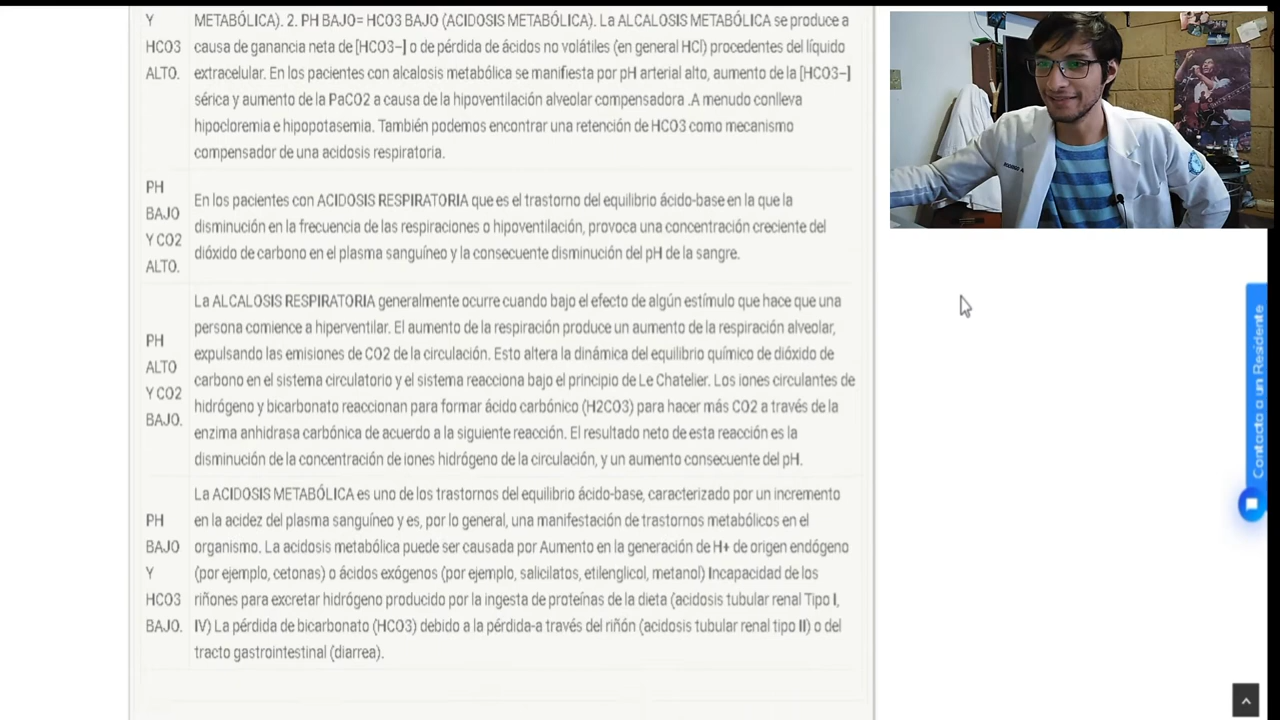 Y
HCO3
ALTO.
METABÓLICA). 2. PH BAJO= HCO3 BAJO (ACIDOSIS METABÓLICA). La ALCALOSIS METABÓLICA se produce a
causa de ganancia neta de [HCO3–] o de pérdida de ácidos no volátiles (en general HCl) procedentes del líquido
extracelular. En los pacientes con alcalosis metabólica se manifiesta por pH arterial alto, aumento de la [HCO3–]
sérica y aumento de la PaCO2 a causa de la hipoventilación alveolar compensadora .A menudo conlleva
hipocloremia e hipopotasemia. También podemos encontrar una retención de HCO3 como mecanismo
compensador de una acidosis respiratoria.
PH
BAJO
Y CO2
ALTO.
En los pacientes con ACIDOSIS RESPIRATORIA que es el trastorno del equilibrio ácido-base en la que la
disminución en la frecuencia de las respiraciones o hipoventilación, provoca una concentración creciente del
dióxido de carbono en el plasma sanguíneo y la consecuente disminución del pH de la sangre.
PH
ALTO
Y CO2
BAJO.
La ALCALOSIS RESPIRATORIA generalmente ocurre cuando bajo el efecto de algún estímulo que hace que una
persona comience a hiperventilar. El aumento de la respiración produce un aumento de la respiración alveolar,
expulsando las emisiones de CO2 de la circulación. Esto altera la dinámica del equilibrio químico de dióxido de
carbono en el sistema circulatorio y el sistema reacciona bajo el principio de Le Chatelier. Los iones circulantes de
hidrógeno y bicarbonato reaccionan para formar ácido carbónico (H2CO3) para hacer más CO2 a través de la
enzima anhidrasa carbónica de acuerdo a la siguiente reacción. El resultado neto de esta reacción es la
disminución de la concentración de iones hidrógeno de la circulación, y un aumento consecuente del pH.
PH
BAJO
Y
HCO3
BAJO.
La ACIDOSIS METABÓLICA es uno de los trastornos del equilibrio ácido-base, caracterizado por un incremento
en la acidez del plasma sanguíneo y es, por lo general, una manifestación de trastornos metabólicos en el
organismo. La acidosis metabólica puede ser causada por Aumento en la generación de H+ de origen endógeno
(por ejemplo, cetonas) o ácidos exógenos (por ejemplo, salicilatos, etilenglicol, metanol) Incapacidad de los
riñones para excretar hidrógeno producido por la ingesta de proteínas de la dieta (acidosis tubular renal Tipo I,
IV) La pérdida de bicarbonato (HCO3) debido a la pérdida-a través del riñón (acidosis tubular renal tipo II) o del
tracto gastrointestinal (diarrea).
Contacta a un Residente